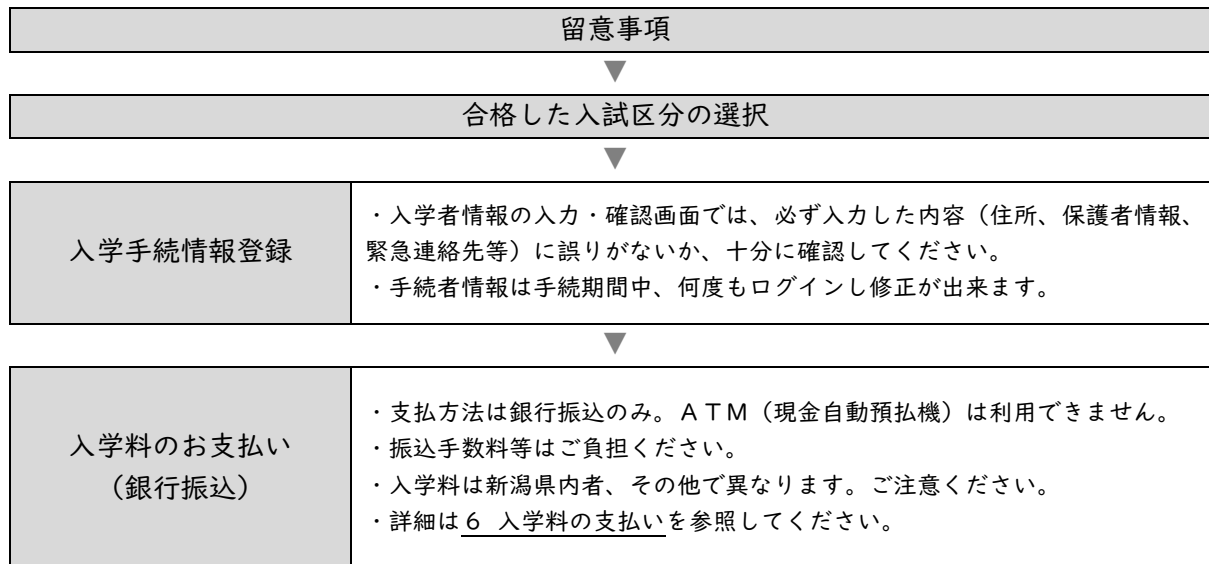 留意事項
▼
合格した入試区分の選択
▼
入学手続情報登録
・入学者情報の入力・確認画面では、必ず入力した内容（住所、保護者情報、
緊急連絡先等）に誤りがないか、十分に確認してください。
・手続者情報は手続期間中、何度もログインし修正が出来ます。
▼
入学料のお支払い
（銀行振込）
・支払方法は銀行振込のみ。ＡＴＭ（現金自動預払機）は利用できません。
・振込手数料等はご負担ください。
・入学料は新潟県内者、その他で異なります。ご注意ください。
・詳細は６ 入学料の支払いを参照してください。